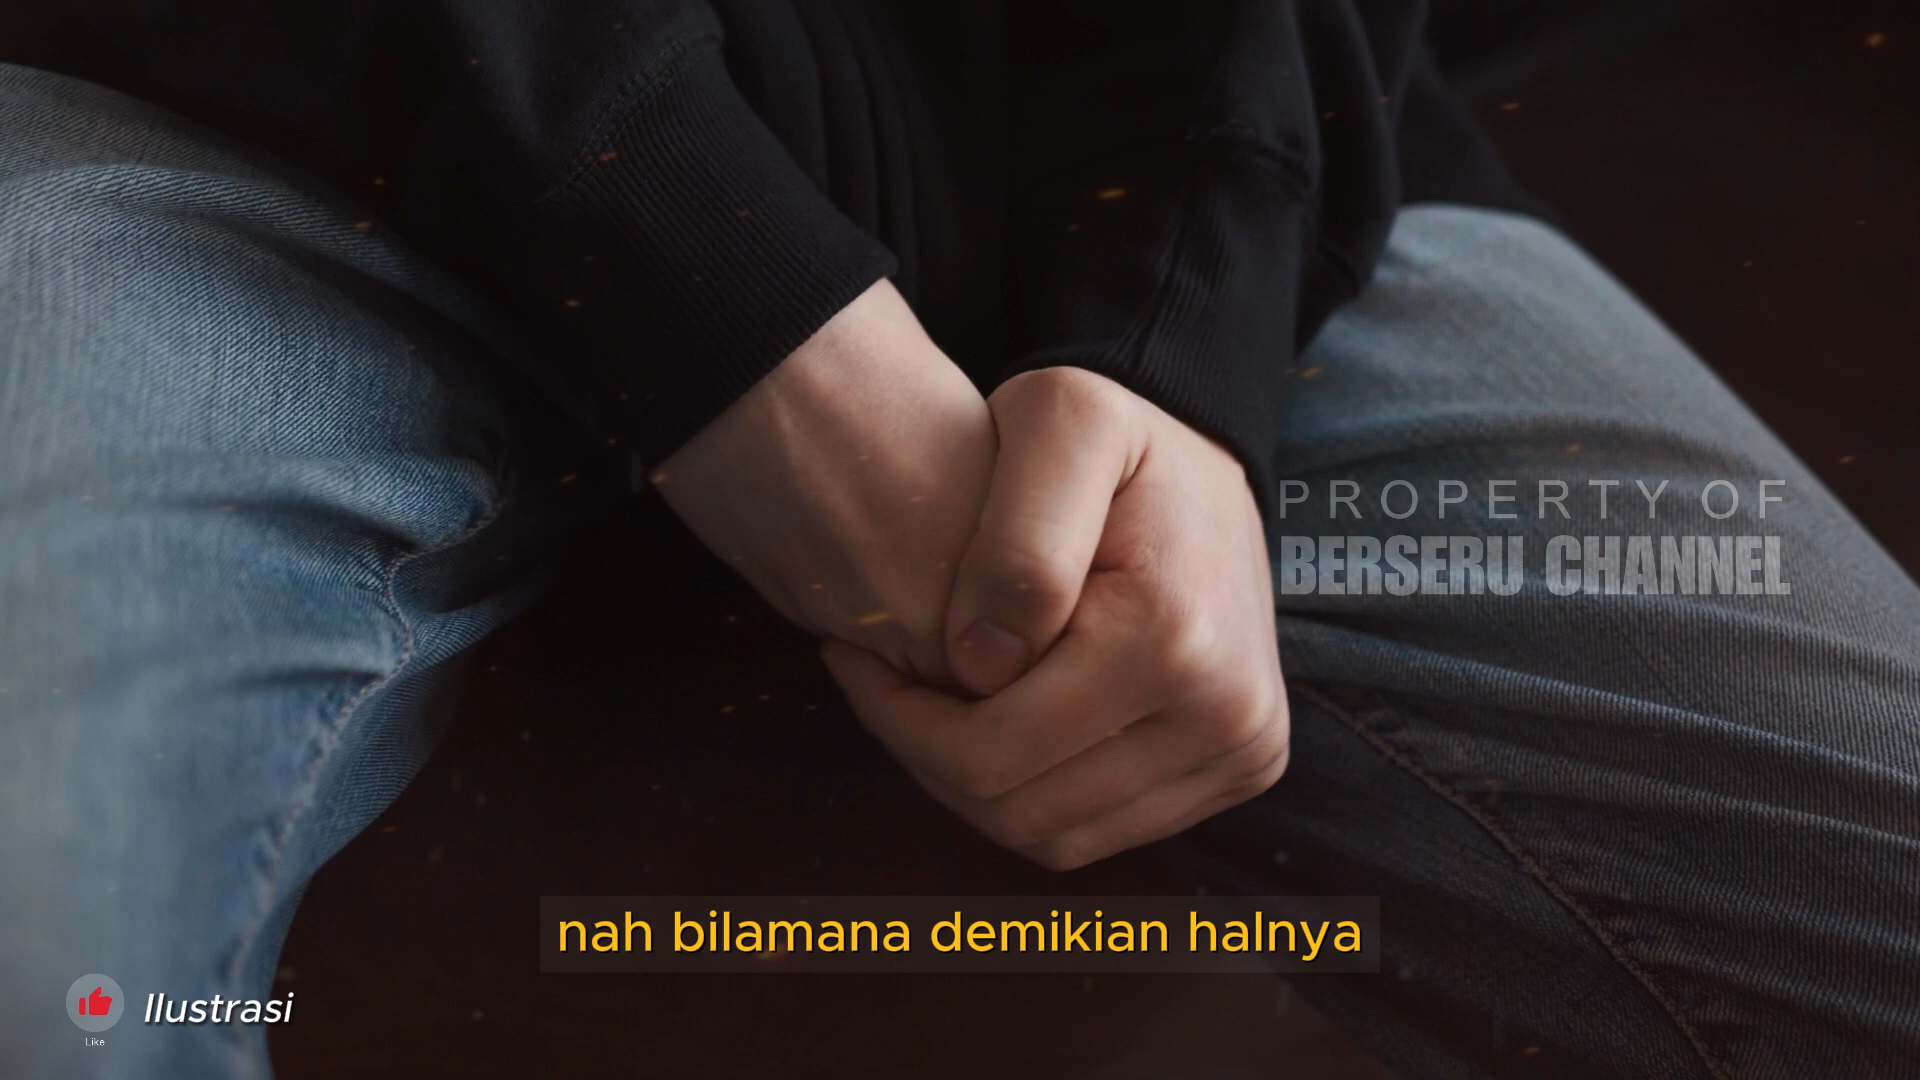 PROPERTY OF
BERSERU CHANNEL
nah bilamana demikian halnya
Ilustrasi
Like